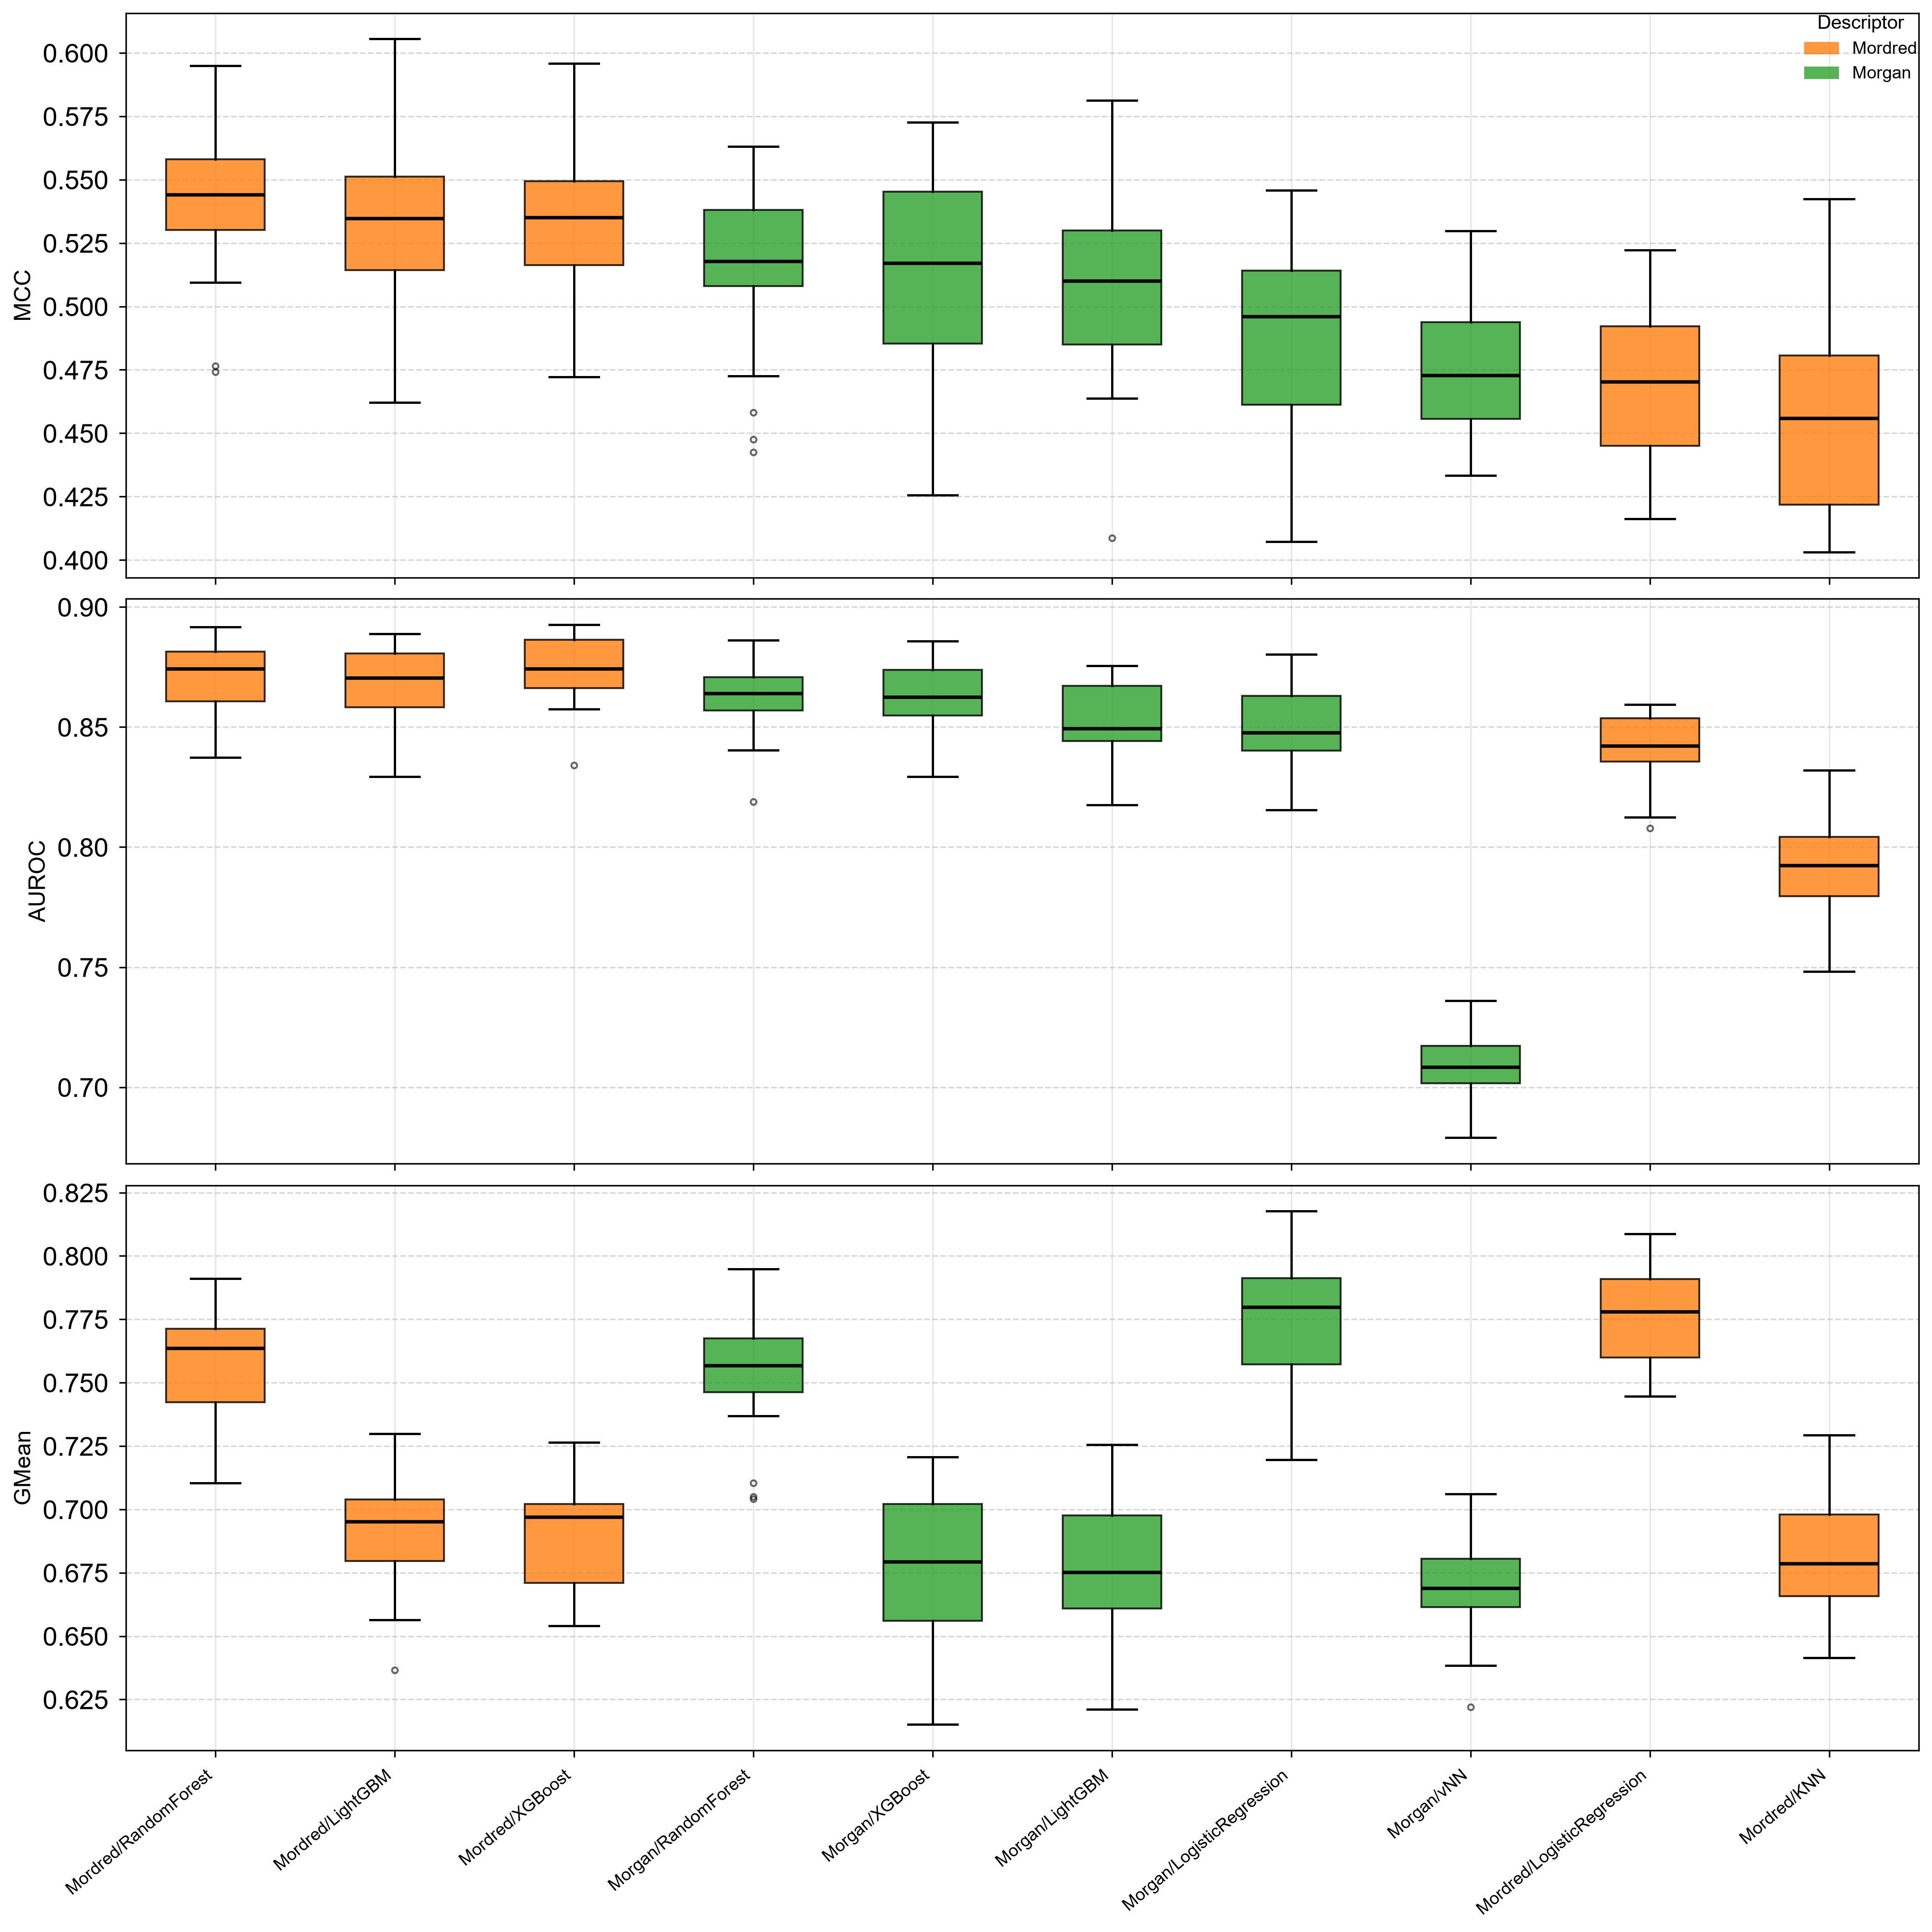 Descriptor
Mordred
Morgan
MCC
0.600
0.575
0.550
0.525
0.500
0.475
0.450
0.425
0.400
AUROC
0.90
0.85
0.80
0.75
0.70
GMean
0.825
0.800
0.775
0.750
0.725
0.700
0.675
0.650
0.625
Mordred/RandomForest
Mordred/LightGBM
Mordred/XGBoost
Morgan/RandomForest
Morgan/XGBoost
Morgan/LightGBM
Morgan/LogisticRegression
Morgan/vNN
Mordred/LogisticRegression
Mordred/KNN